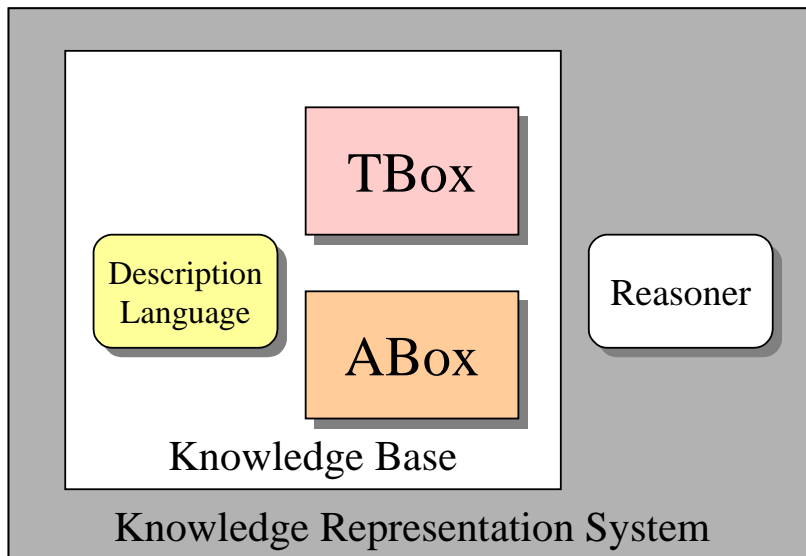 TBox
Description
Language
Reasoner
ABox
Knowledge Base
Knowledge Representation System